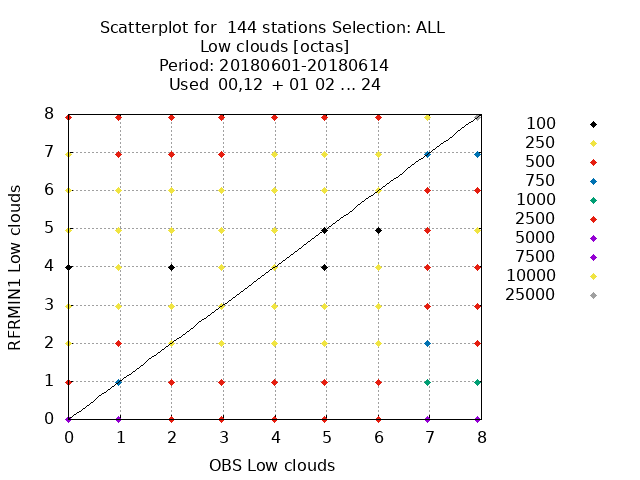 Scatterplot for  144 stations Selection: ALL
Low clouds [octas]
Period: 20180601-20180614
Used  00,12  + 01 02 ... 24
RFRMIN1 Low clouds
8
7
6
5
4
3
2
1
0
0 1 2 3 4 5 6 7 8
OBS Low clouds
100
250
500
750
1000
2500
5000
7500
10000
25000